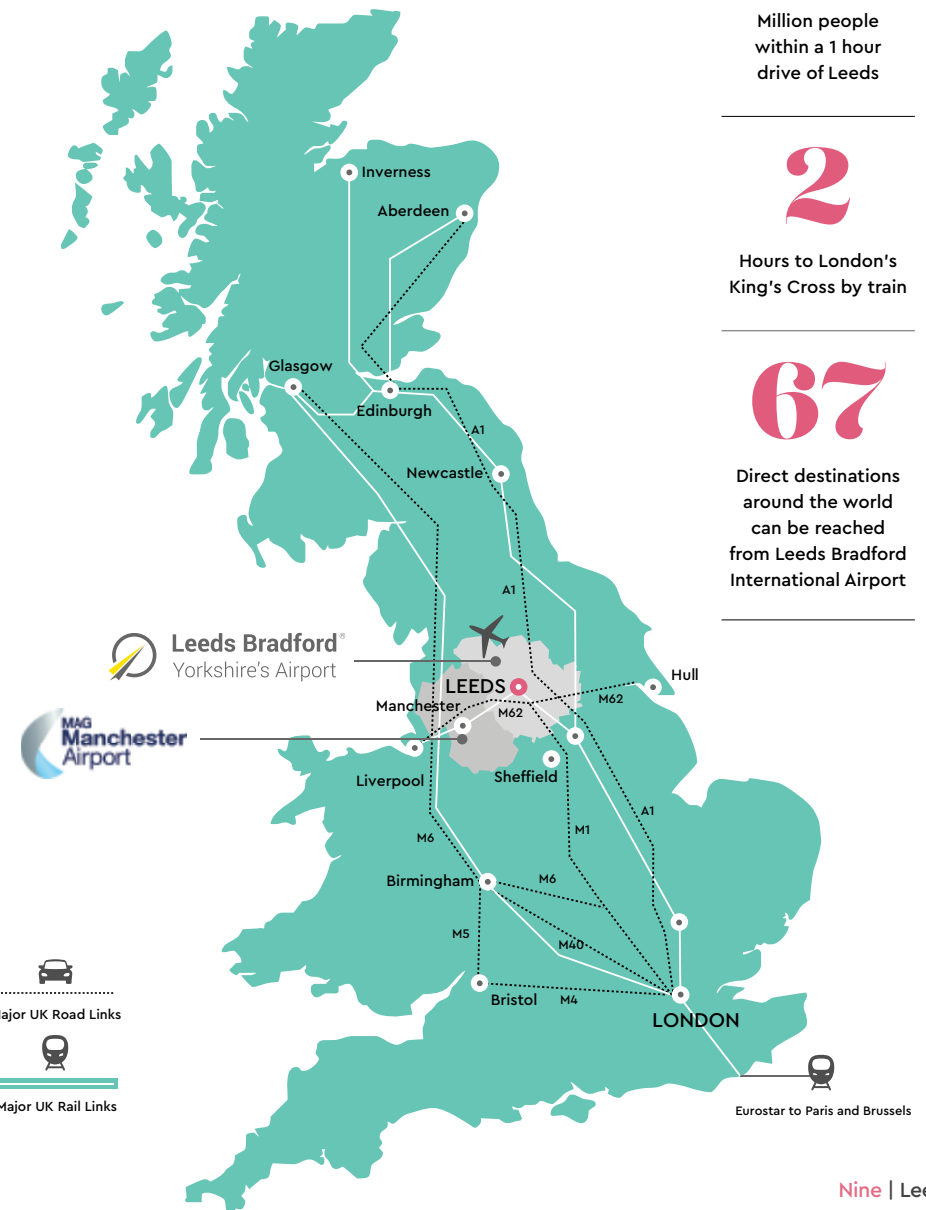 Million people
within a 1 hour
drive of Leeds
2
Hours to London's
King's Cross by train
67
Direct destinations
around the world
can be reached
from Leeds Bradford
International Airport
Inverness
Aberdeen
Glasgow
Edinburgh
A1
Newcastle
A1
Leeds Bradford®
Yorkshire's Airport
LEEDS
Hull
Manchester
M62
M62
MAG
Manchester
Airport
Liverpool
Sheffield
M6
M1
A1
Birmingham
M6
M5
M40
Bristol
M4
LONDON
Major UK Road Links
Major UK Rail Links
Eurostar to Paris and Brussels
Nine |